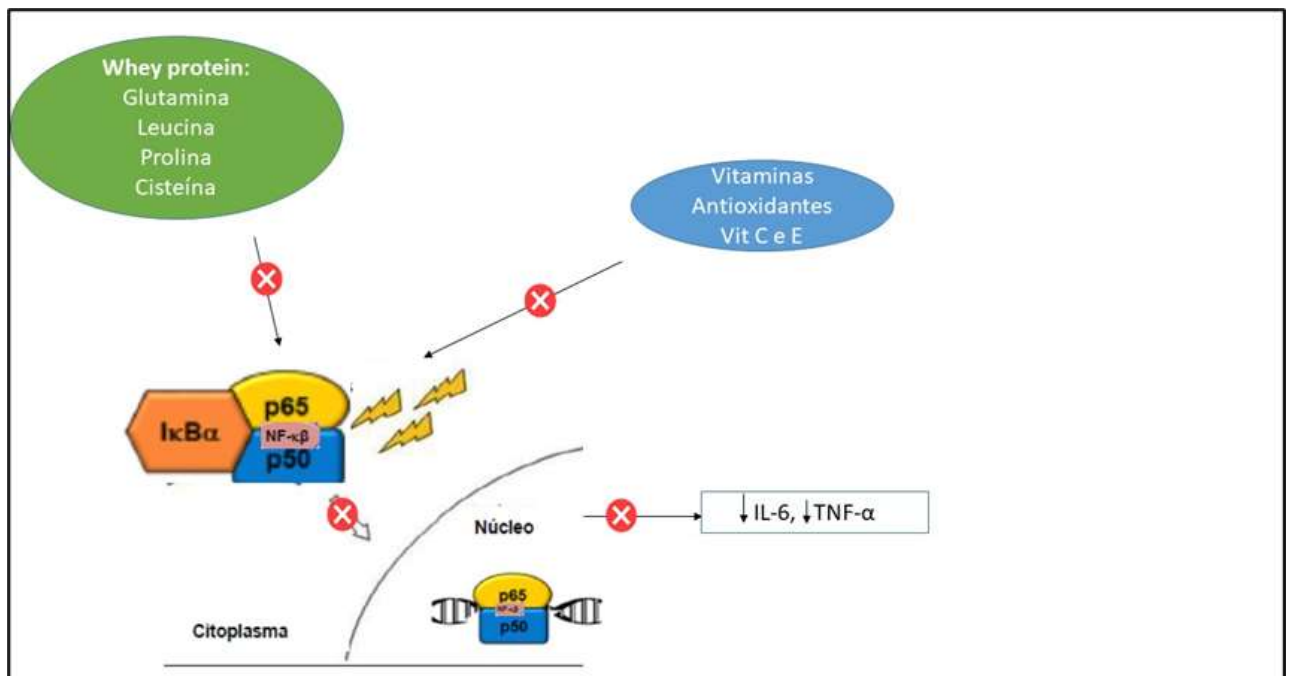 Whey protein:
Glutamina
Leucina
Prolina
Cisteína
Vitaminas
Antioxidantes
Vit C e E
IκBα
p65
NF-κβ
p50
Núcleo
↓ IL-6, ↓TNF-α
p65
p50
Citoplasma